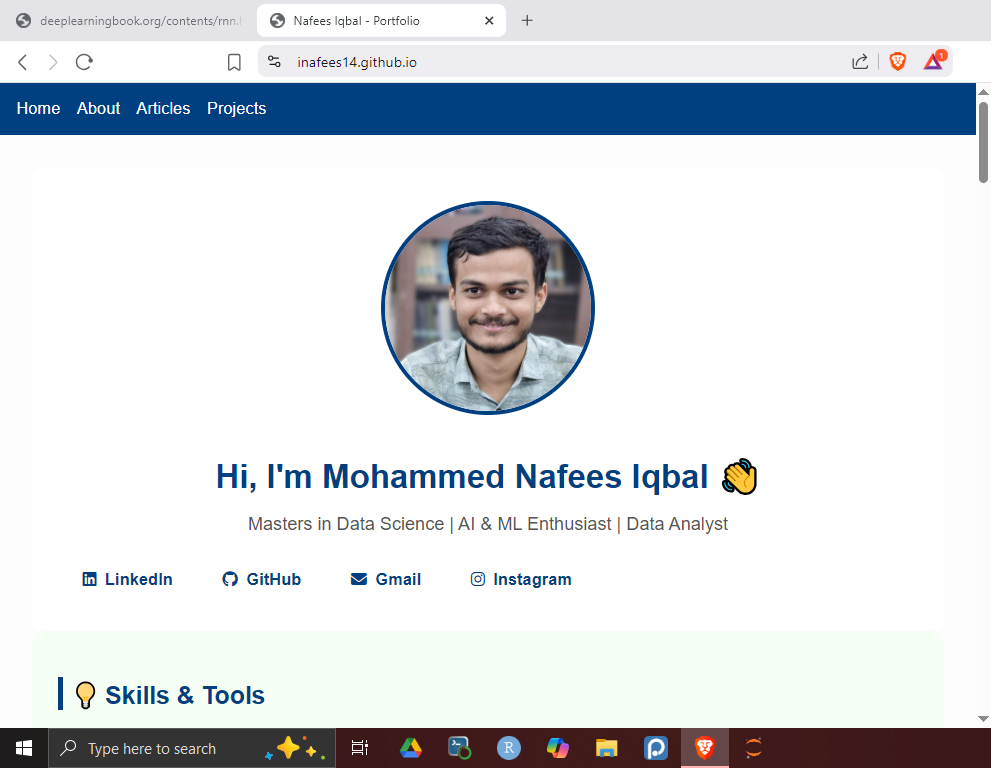 deeplearningbook.org/contents/rnn.
Nafees Iqbal - Portfolio
inafees14.github.io
1
Home About Articles Projects
Hi, I'm Mohammed Nafees Iqbal 👋
Masters in Data Science | AI & ML Enthusiast | Data Analyst
LinkedIn GitHub Gmail Instagram
💡 Skills & Tools
Type here to search
R